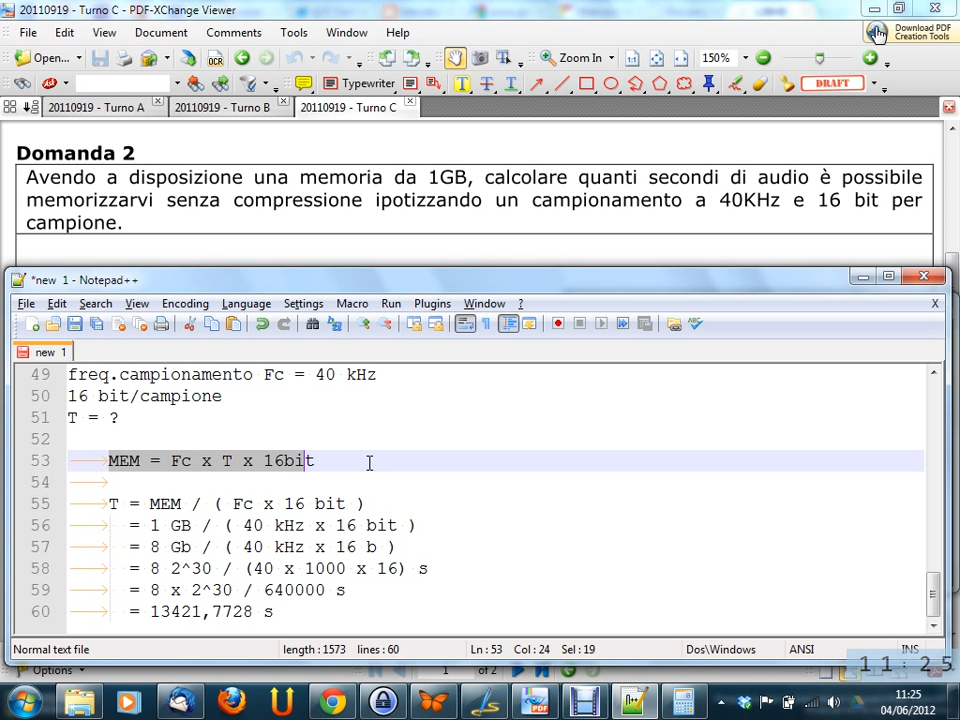 20110919 - Turno C - PDF-XChange Viewer
File Edit View Document Comments Tools Window Help
Download PDF
Creation Tools
Open...
OCR
Zoom In
150%
Typewriter
DRAFT
20110919 - Turno A
20110919 - Turno B
20110919 - Turno C
Domanda 2
Avendo a disposizione una memoria da 1GB, calcolare quanti secondi di audio è possibile
memorizzarvi senza compressione ipotizzando un campionamento a 40KHz e 16 bit per
campione.
*new 1 - Notepad++
File Edit Search View Encoding Language Settings Macro Run Plugins Window ? X
new 1
49 freq.campionamento Fc = 40 kHz
50 16 bit/campione
51 T = ?
52
53 MEM = Fc x T x 16bit
54
55 T = MEM / ( Fc x 16 bit )
56 = 1 GB / ( 40 kHz x 16 bit )
57 = 8 Gb / ( 40 kHz x 16 b )
58 = 8 2^30 / (40 x 1000 x 16) s
59 = 8 x 2^30 / 640000 s
60 = 13421,7728 s
Normal text file length : 1573 lines : 60 Ln : 53 Col : 24 Sel : 19 Dos\Windows ANSI INS
Options 1 of 2
11:25
11:25
04/06/2012